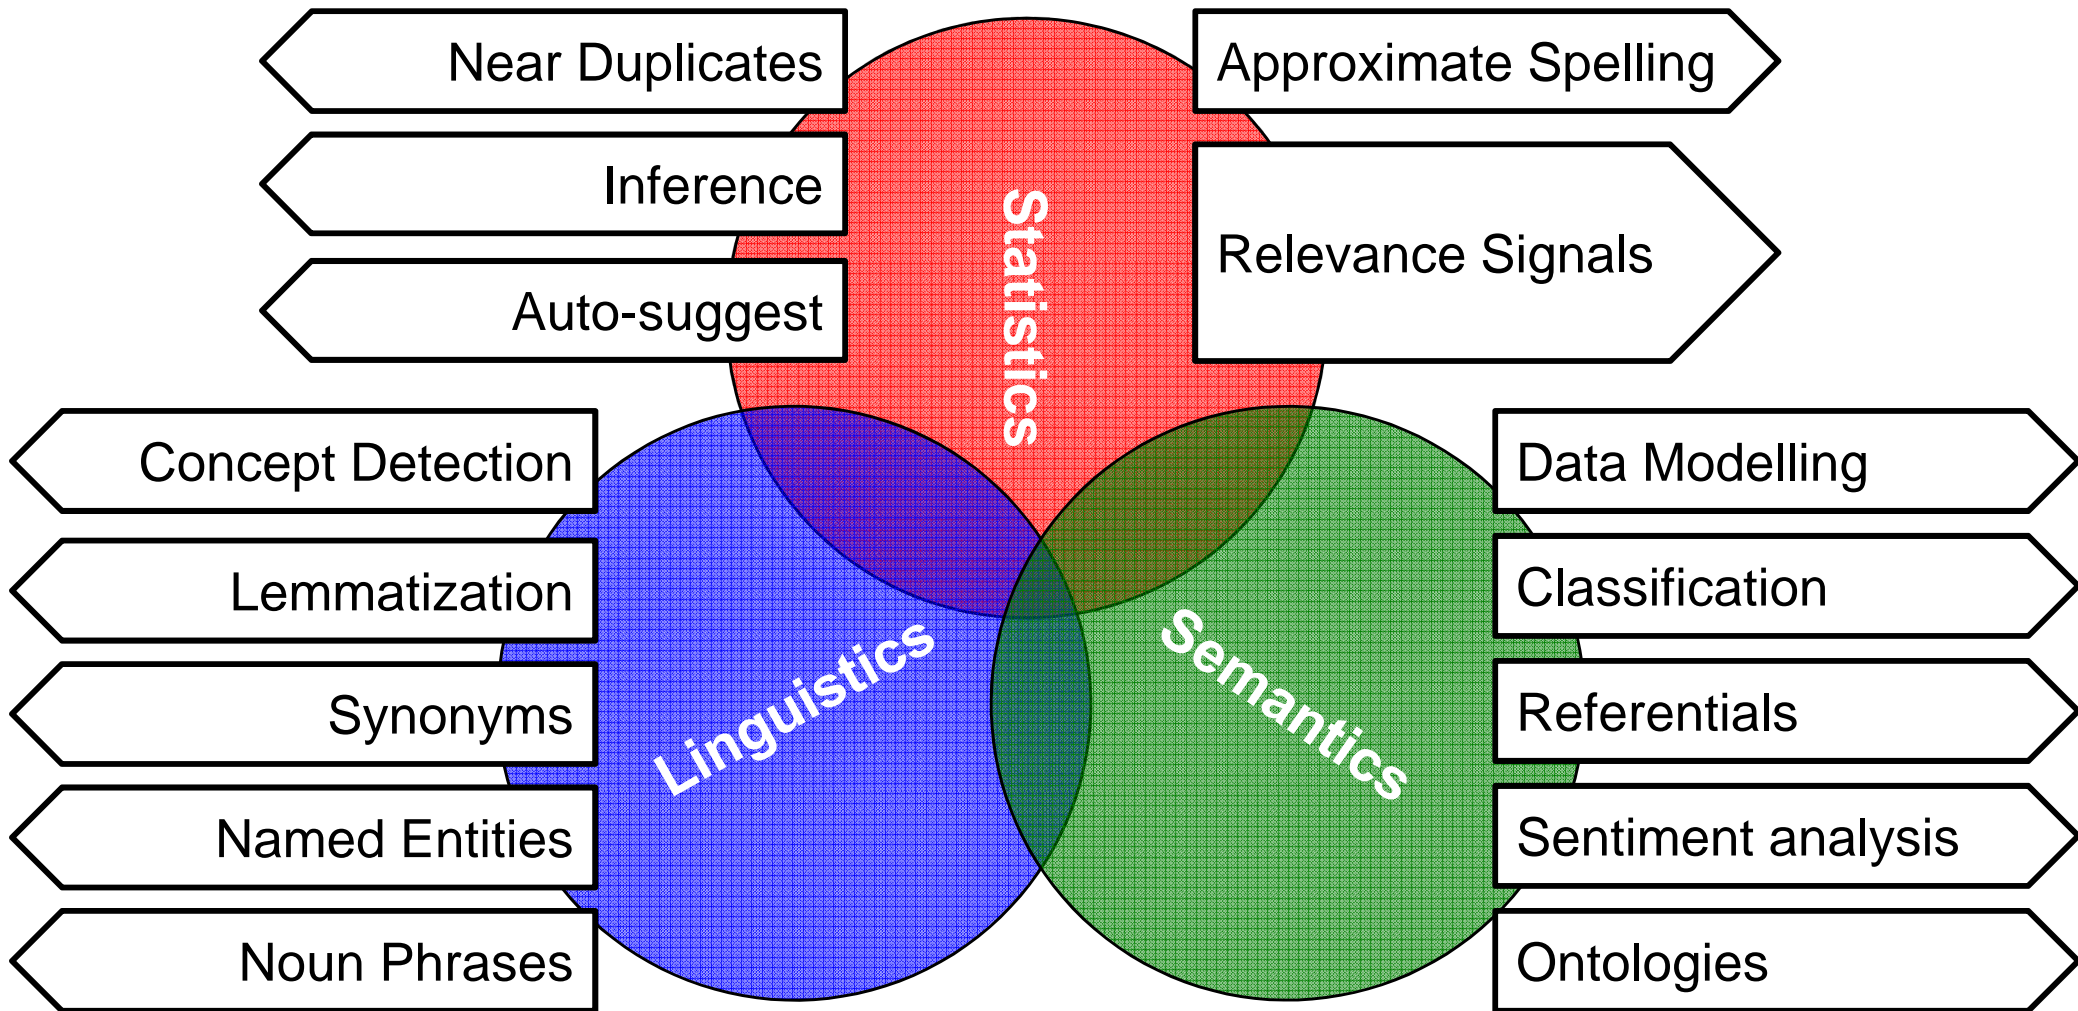 Near Duplicates
Approximate Spelling
Inference
Relevance Signals
Auto-suggest
Statistics
Concept Detection
Data Modelling
Lemmatization
Classification
Linguistics
Semantics
Synonyms
Referentials
Named Entities
Sentiment analysis
Noun Phrases
Ontologies